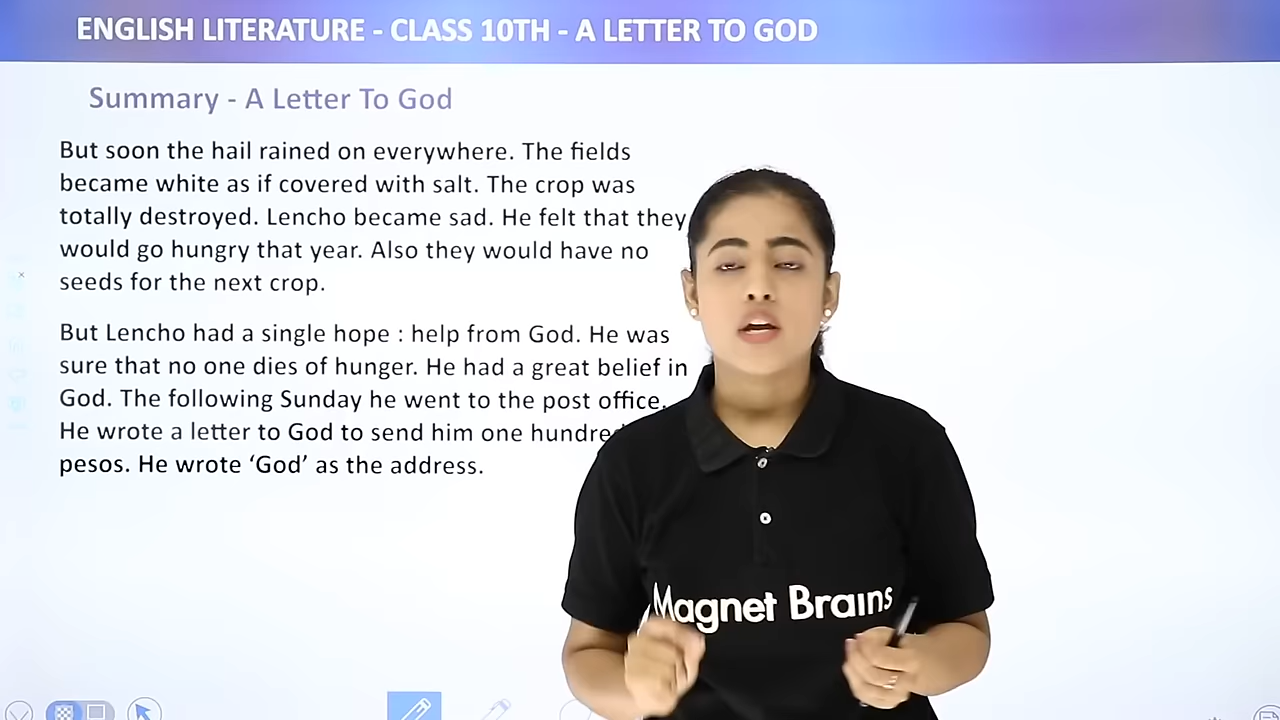 ENGLISH LITERATURE - CLASS 10TH - A LETTER TO GOD
Summary - A Letter To God
But soon the hail rained on everywhere. The fields
became white as if covered with salt. The crop was
totally destroyed. Lencho became sad. He felt that they
would go hungry that year. Also they would have no
seeds for the next crop.
But Lencho had a single hope : help from God. He was
sure that no one dies of hunger. He had a great belief in
God. The following Sunday he went to the post office.
He wrote a letter to God to send him one hundred
pesos. He wrote ‘God’ as the address.
Magnet Brains